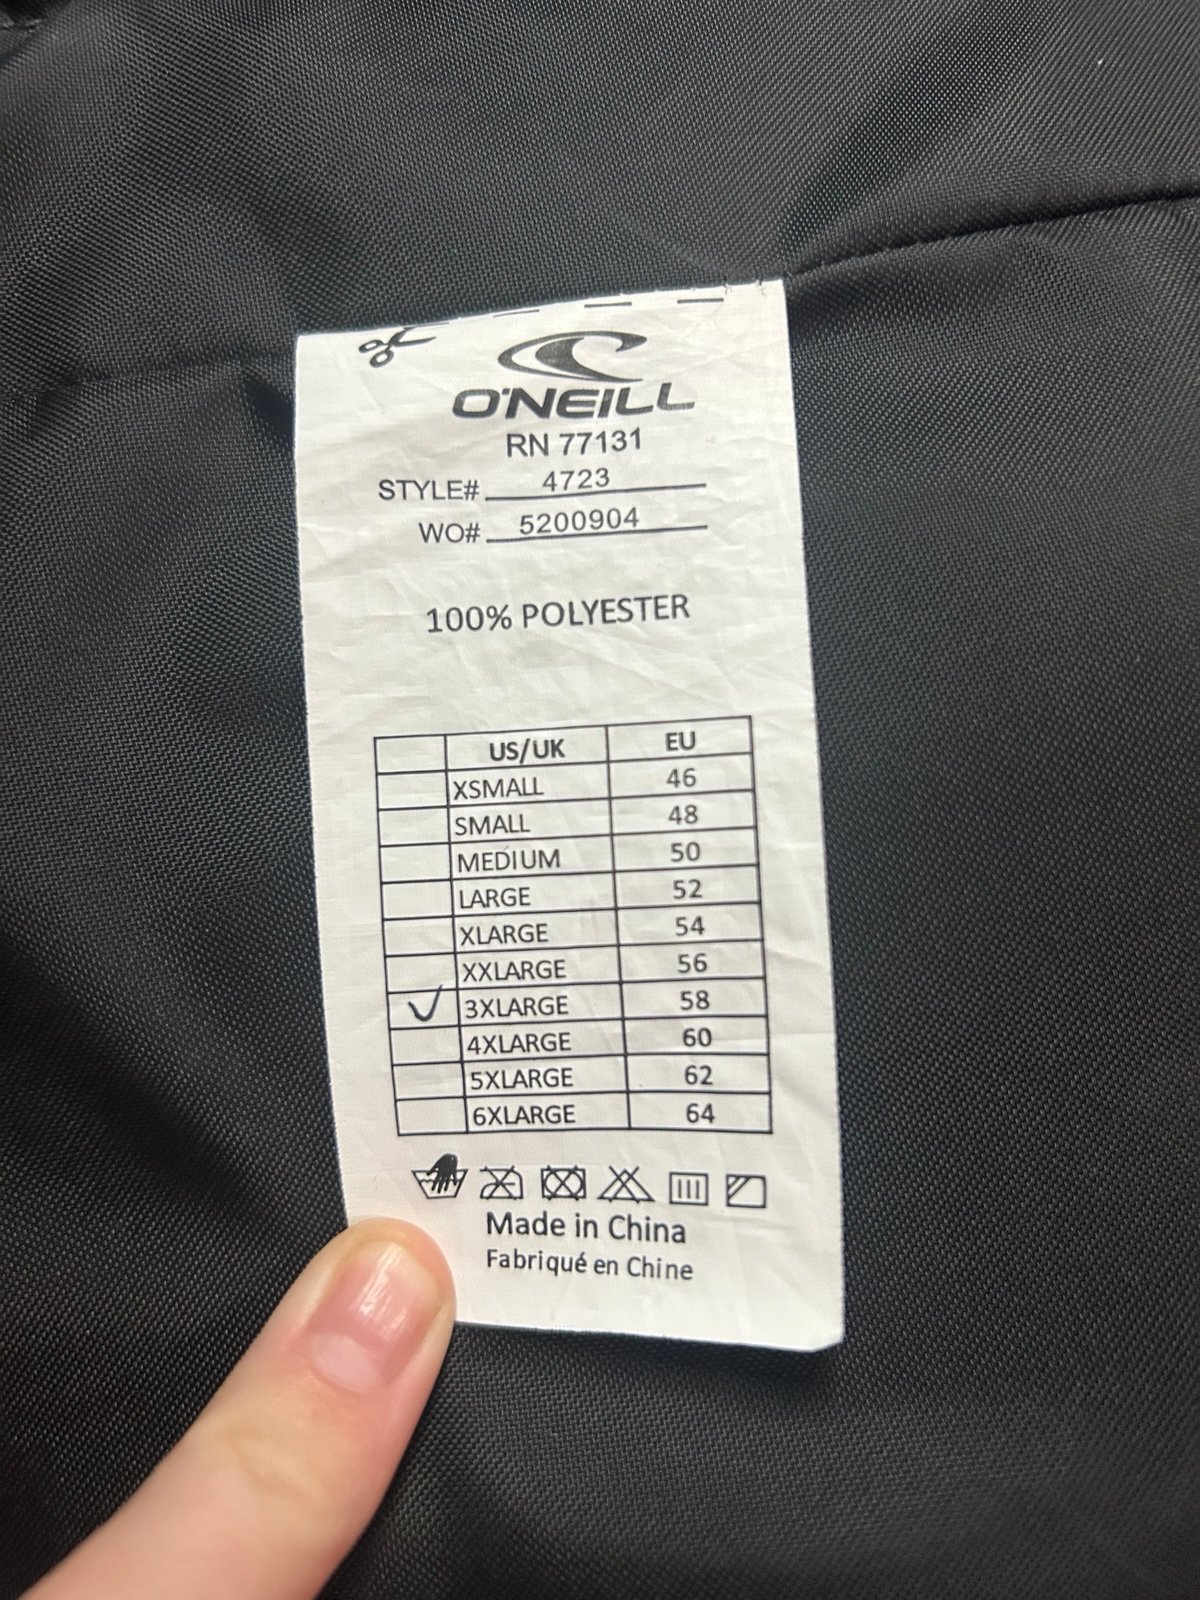 O'NEILL
RN 77131
STYLE# 4723
WO# 5200904
100% POLYESTER
US/UK EU
XSMALL 46
SMALL 48
MEDIUM 50
LARGE 52
XLARGE 54
XXLARGE 56
✓ 3XLARGE 58
4XLARGE 60
5XLARGE 62
6XLARGE 64
Made in China
Fabriqué en Chine